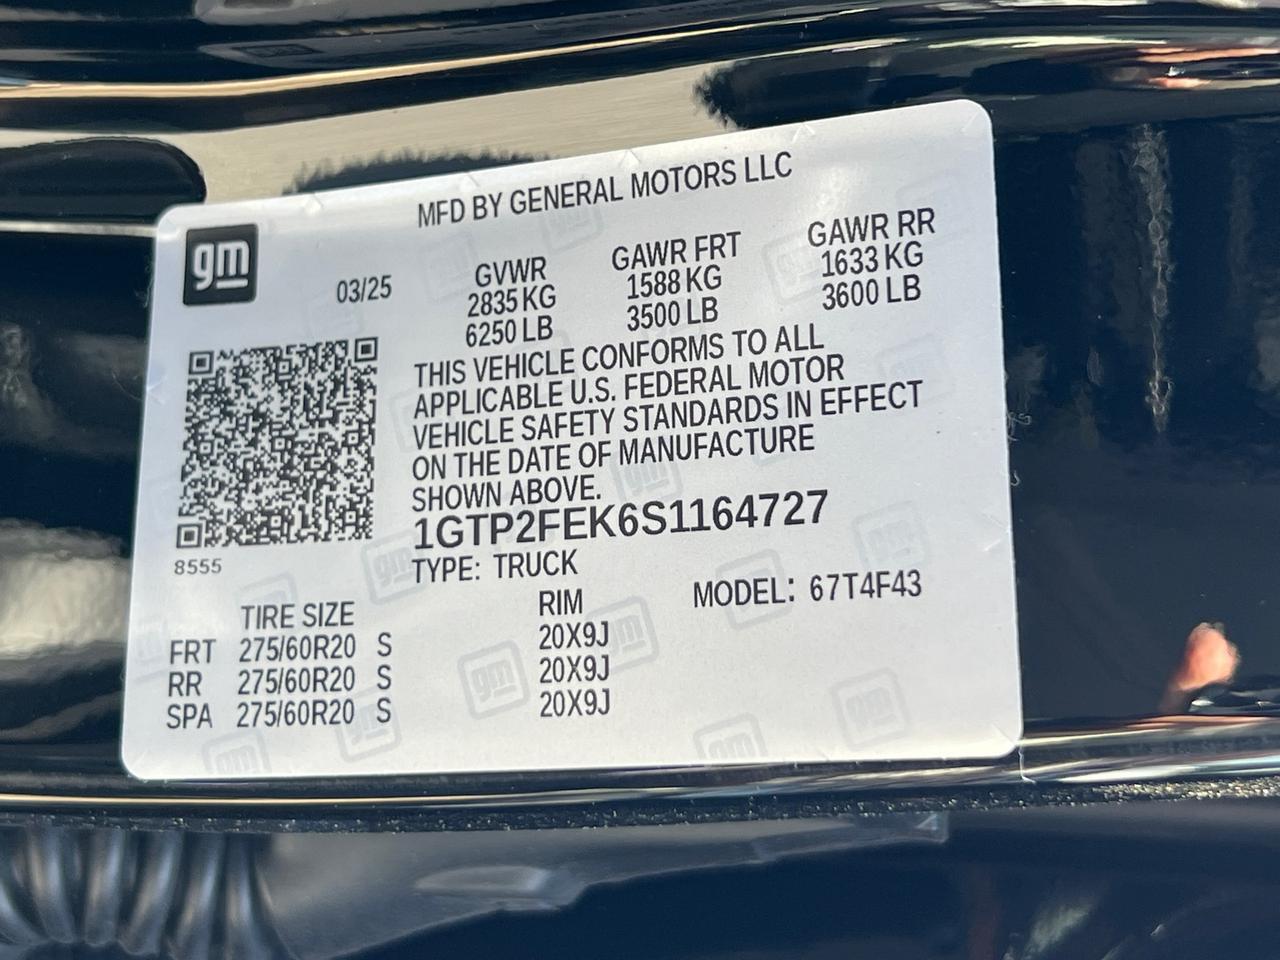 MFD BY GENERAL MOTORS LLC
gm
03/25
GVWR GAWR FRT GAWR RR
2835 KG 1588 KG 1633 KG
6250 LB 3500 LB 3600 LB
THIS VEHICLE CONFORMS TO ALL
APPLICABLE U.S. FEDERAL MOTOR
VEHICLE SAFETY STANDARDS IN EFFECT
ON THE DATE OF MANUFACTURE
SHOWN ABOVE.
1GTP2FEK6S1164727
8555
TYPE: TRUCK
MODEL: 67T4F43
TIRE SIZE RIM
FRT 275/60R20 S 20X9J
RR 275/60R20 S 20X9J
SPA 275/60R20 S 20X9J